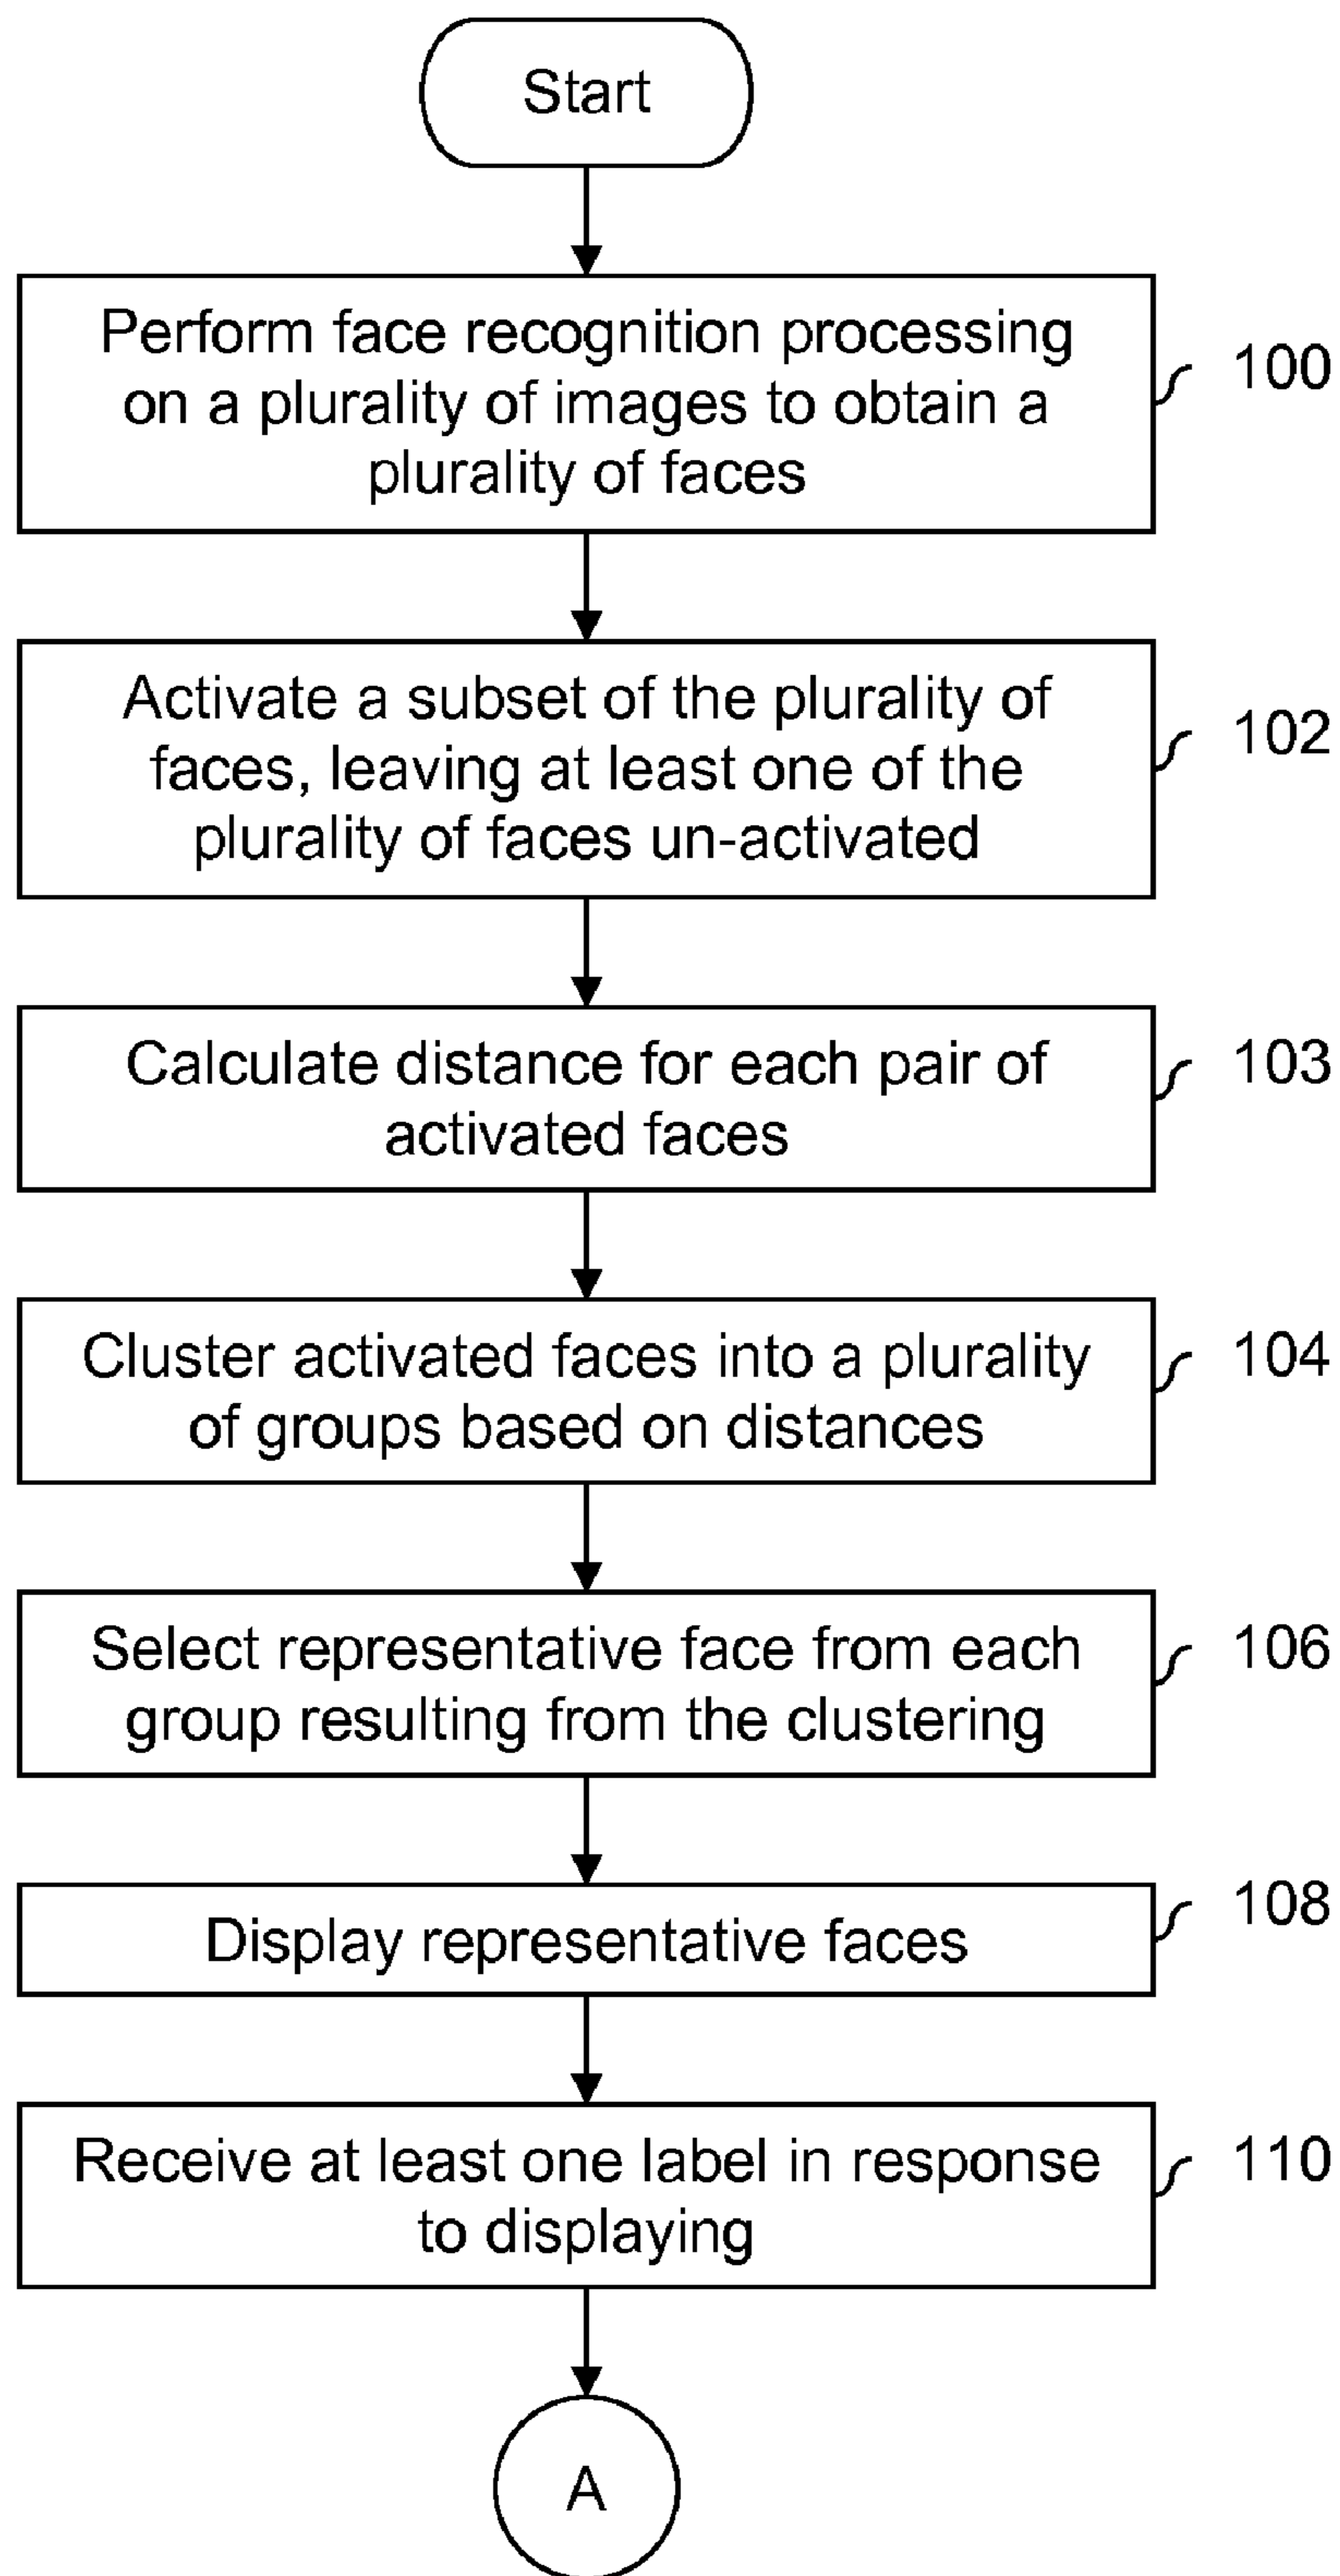 Start
Perform face recognition processing
on a plurality of images to obtain a
plurality of faces
100
Activate a subset of the plurality of
faces, leaving at least one of the
plurality of faces un-activated
102
Calculate distance for each pair of
activated faces
103
Cluster activated faces into a plurality
of groups based on distances
104
Select representative face from each
group resulting from the clustering
106
Display representative faces
108
Receive at least one label in response
to displaying
110
A